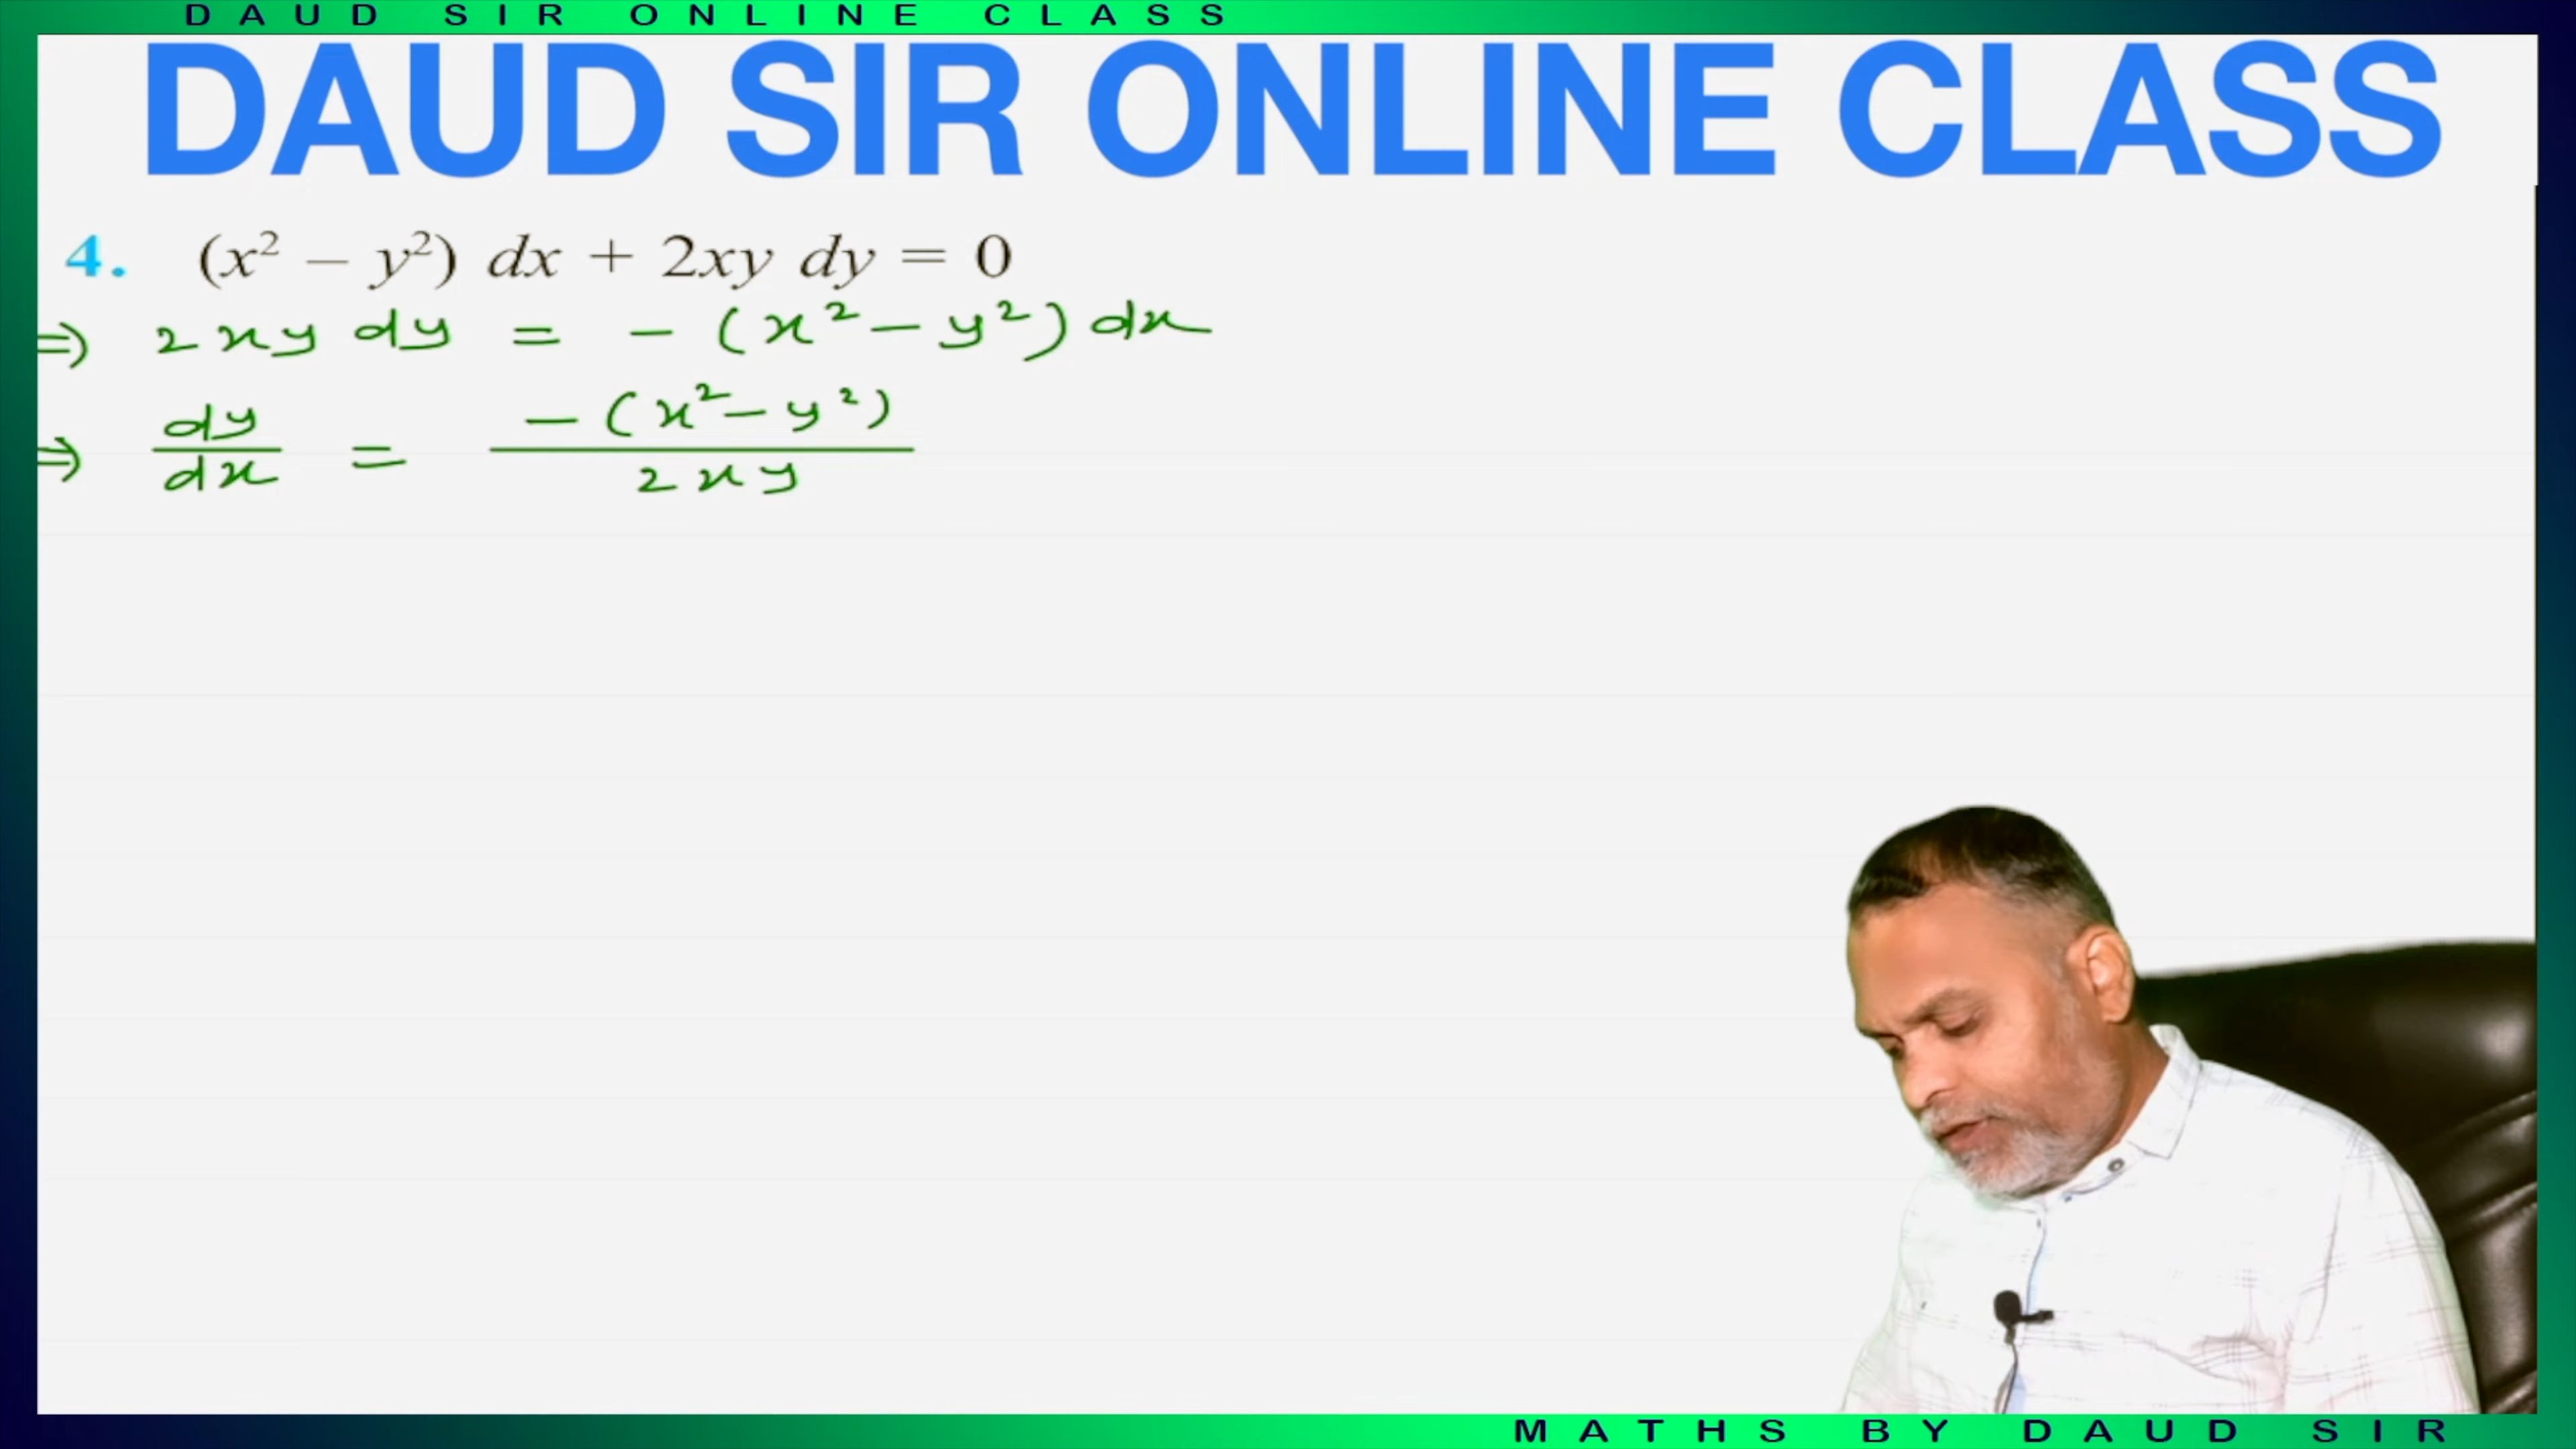 DAUD SIR ONLINE CLASS
DAUD SIR ONLINE CLASS
4. (x² – y²) dx + 2xy dy = 0
⇒ 2xy dy = - (x² - y²) dx
⇒ dy/dx = -(x² - y²)/2xy
MATHS BY DAUD SIR